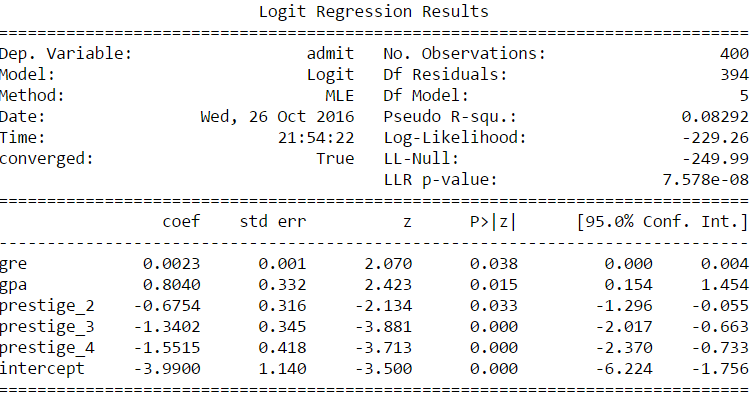 Logit Regression Results
==============================================================================
Dep. Variable: admit No. Observations: 400
Model: Logit Df Residuals: 394
Method: MLE Df Model: 5
Date: Wed, 26 Oct 2016 Pseudo R-squ.: 0.08292
Time: 21:54:22 Log-Likelihood: -229.26
converged: True LL-Null: -249.99
LLR p-value: 7.578e-08
==============================================================================
coef std err z P>|z| [95.0% Conf. Int.]
------------------------------------------------------------------------------
gre 0.0023 0.001 2.070 0.038 0.000 0.004
gpa 0.8040 0.332 2.423 0.015 0.154 1.454
prestige_2 -0.6754 0.316 -2.134 0.033 -1.296 -0.055
prestige_3 -1.3402 0.345 -3.881 0.000 -2.017 -0.663
prestige_4 -1.5515 0.418 -3.713 0.000 -2.370 -0.733
intercept -3.9900 1.140 -3.500 0.000 -6.224 -1.756
==============================================================================